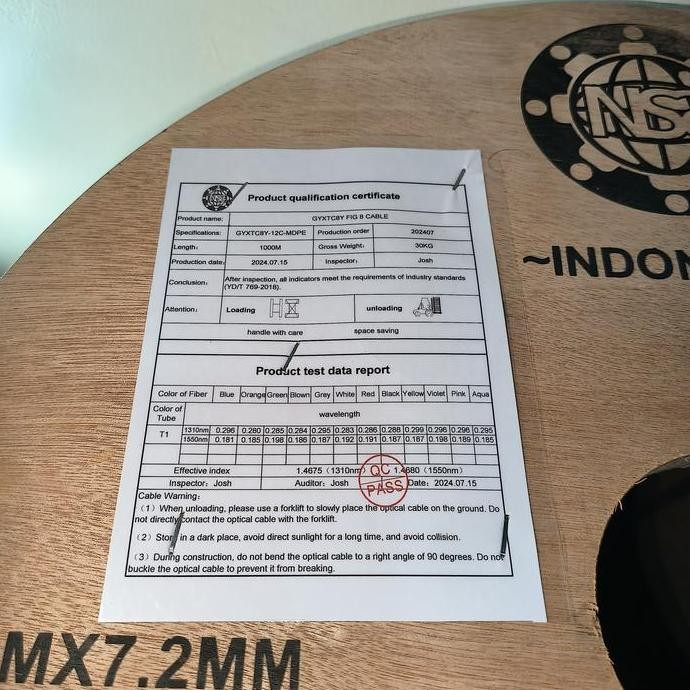 NS
~INDON
Product qualification certificate
Product name: GYXTC8Y FIG 8 CABLE
Specifications: GYXTC8Y-12C-MDPE Production order 202407
Length: 1000M Gross Weight: 30KG
Production date: 2024.07.15 Inspector: Josh
Conclusion: After inspection, all indicators meet the requirements of industry standards
(YD/T 769-2018).
Attention: Loading unloading
handle with care space saving
Product test data report
Color of Fiber Blue Orange Green Blown Grey White Red Black Yellow Violet Pink Aqua
Color of
Tube wavelength
T1 1310nm 0.296 0.280 0.285 0.284 0.295 0.283 0.286 0.288 0.299 0.296 0.296 0.295
1550nm 0.181 0.185 0.198 0.186 0.187 0.192 0.191 0.187 0.187 0.198 0.189 0.185
Effective index 1.4675（1310nm） 1.4680（1550nm）
QC
PASS
Inspector: Josh Auditor: Josh Date: 2024.07.15
Cable Warning:
（1）When unloading, please use a forklift to slowly place the optical cable on the ground. Do
not directly contact the optical cable with the forklift.
（2）Store in a dark place, avoid direct sunlight for a long time, and avoid collision.
（3）During construction, do not bend the optical cable to a right angle of 90 degrees. Do not
buckle the optical cable to prevent it from breaking.
MX7.2MM